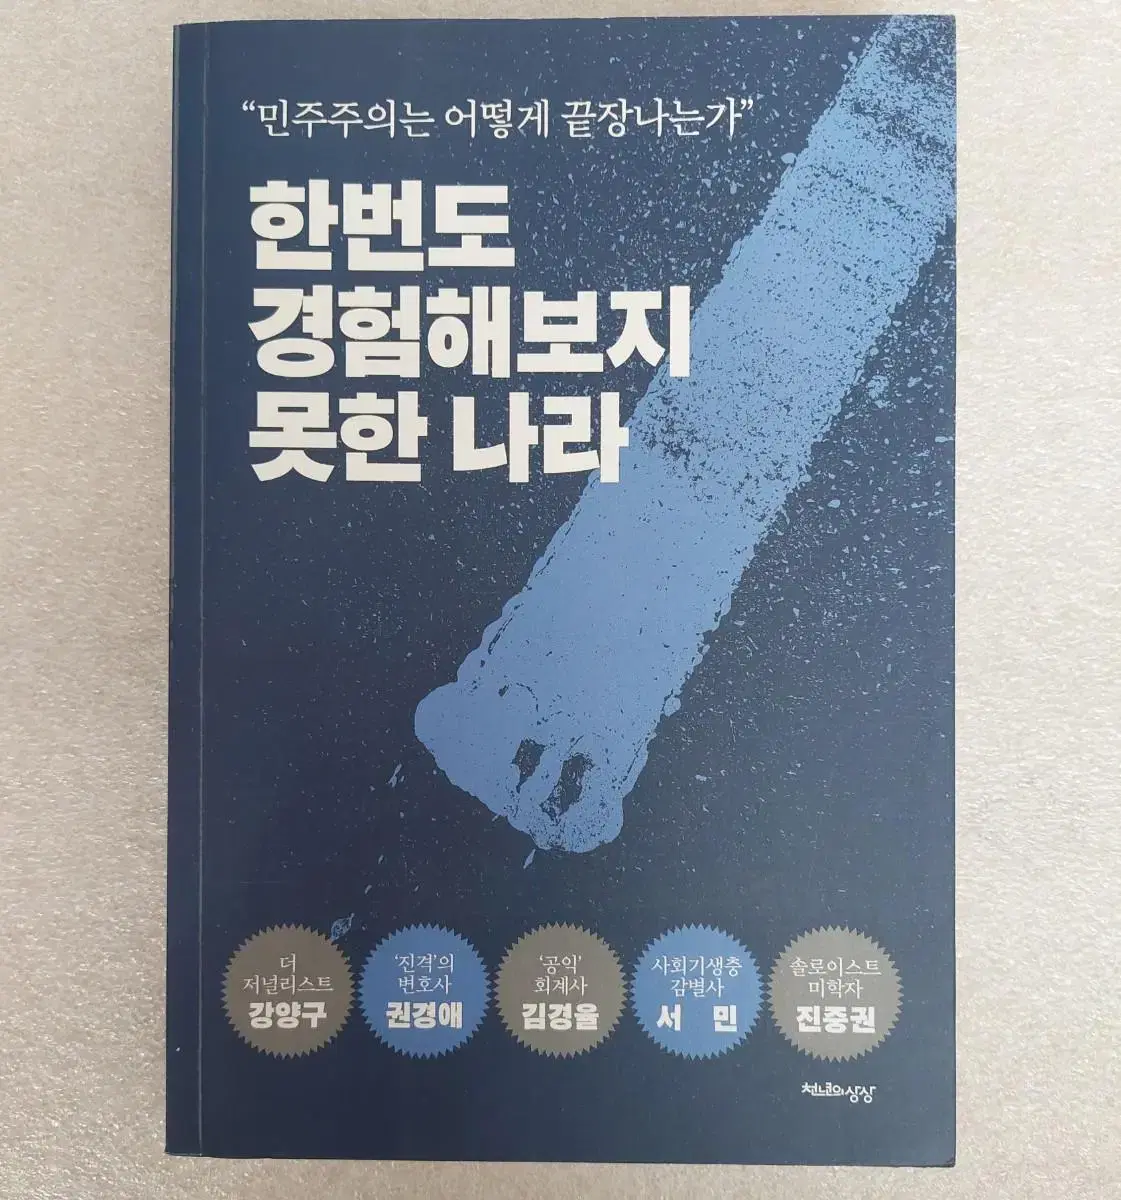 “민주주의는 어떻게 끝장나는가”
한번도
경험해보지
못한 나라
더
저널리스트
강양구
‘진격’의
변호사
권경애
‘공익’
회계사
김경율
사회기생충
감별사
서 민
솔로이스트
미학자
진중권
천년의상상